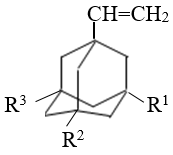 CH=CH₂
R³ R¹
R²